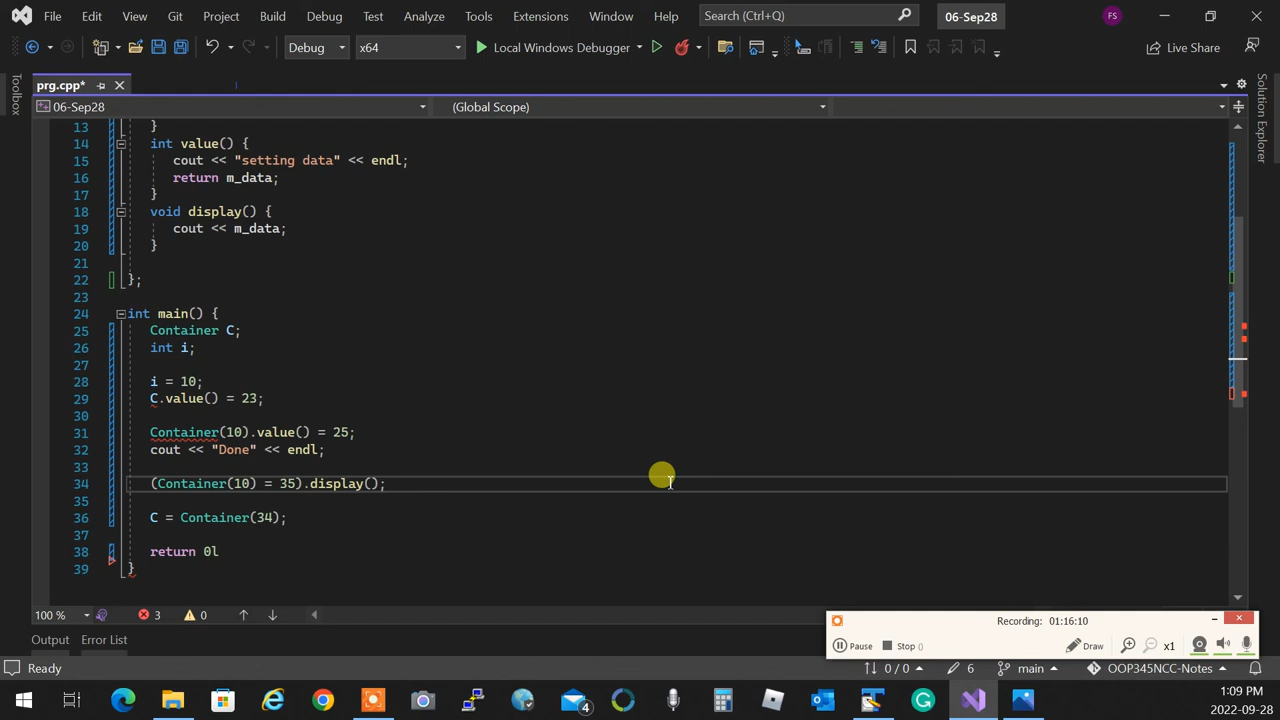 File Edit View Git Project Build Debug Test Analyze Tools Extensions Window Help Search (Ctrl+Q) 06-Sep28 FS
Debug x64 Local Windows Debugger Live Share
prg.cpp*
Toolbox
Solution Explorer
06-Sep28 (Global Scope)
13 }
14 int value() {
15 cout << "setting data" << endl;
16 return m_data;
17 }
18 void display() {
19 cout << m_data;
20 }
21
22 };
23
24 int main() {
25 Container C;
26 int i;
27
28 i = 10;
29 C.value() = 23;
30
31 Container(10).value() = 25;
32 cout << "Done" << endl;
33
34 (Container(10) = 35).display();
35
36 C = Container(34);
37
38 return 0l
39 }
100 % 3 0
Recording: 01:16:10
Pause Stop () Draw x1
Output Error List
Ready 0 / 0 6 main OOP345NCC-Notes
4
1:09 PM
2022-09-28